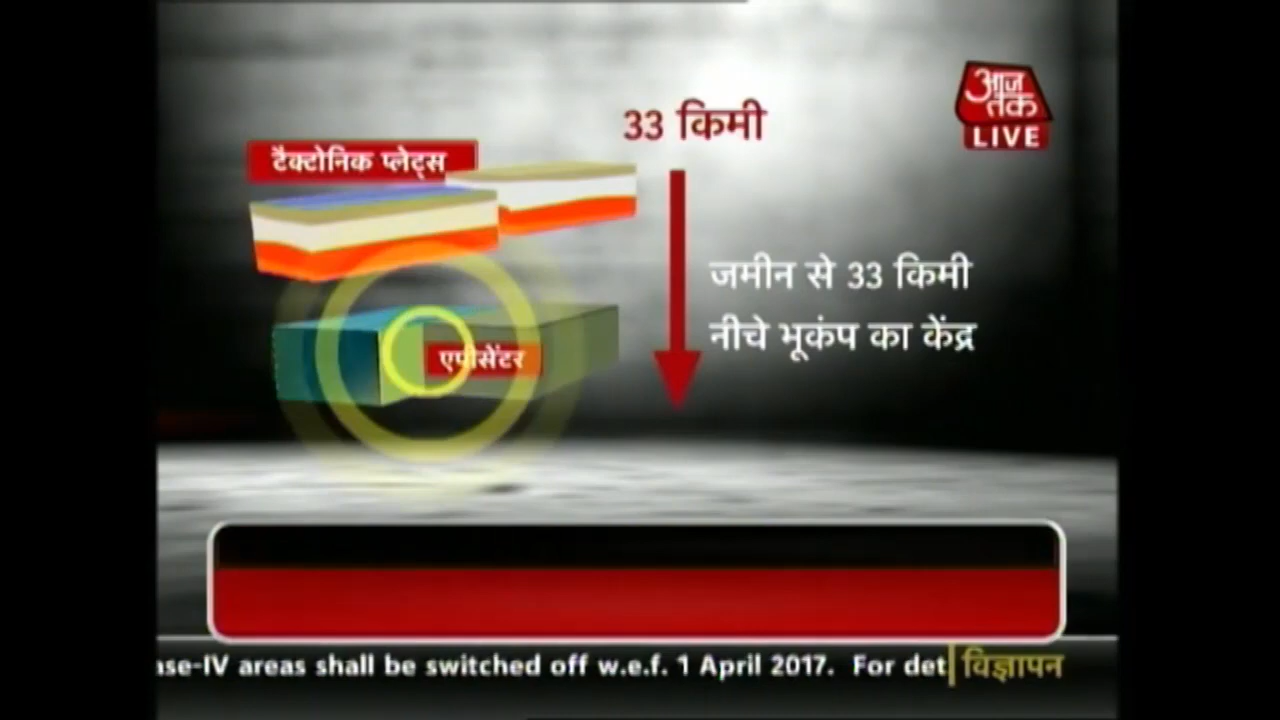 33 किमी
आज
तक
LIVE
टैक्टोनिक प्लेट्स
जमीन से 33 किमी
नीचे भूकंप का केंद्र
एपीसेंटर
ase-IV areas shall be switched off w.e.f. 1 April 2017. For det
विज्ञापन